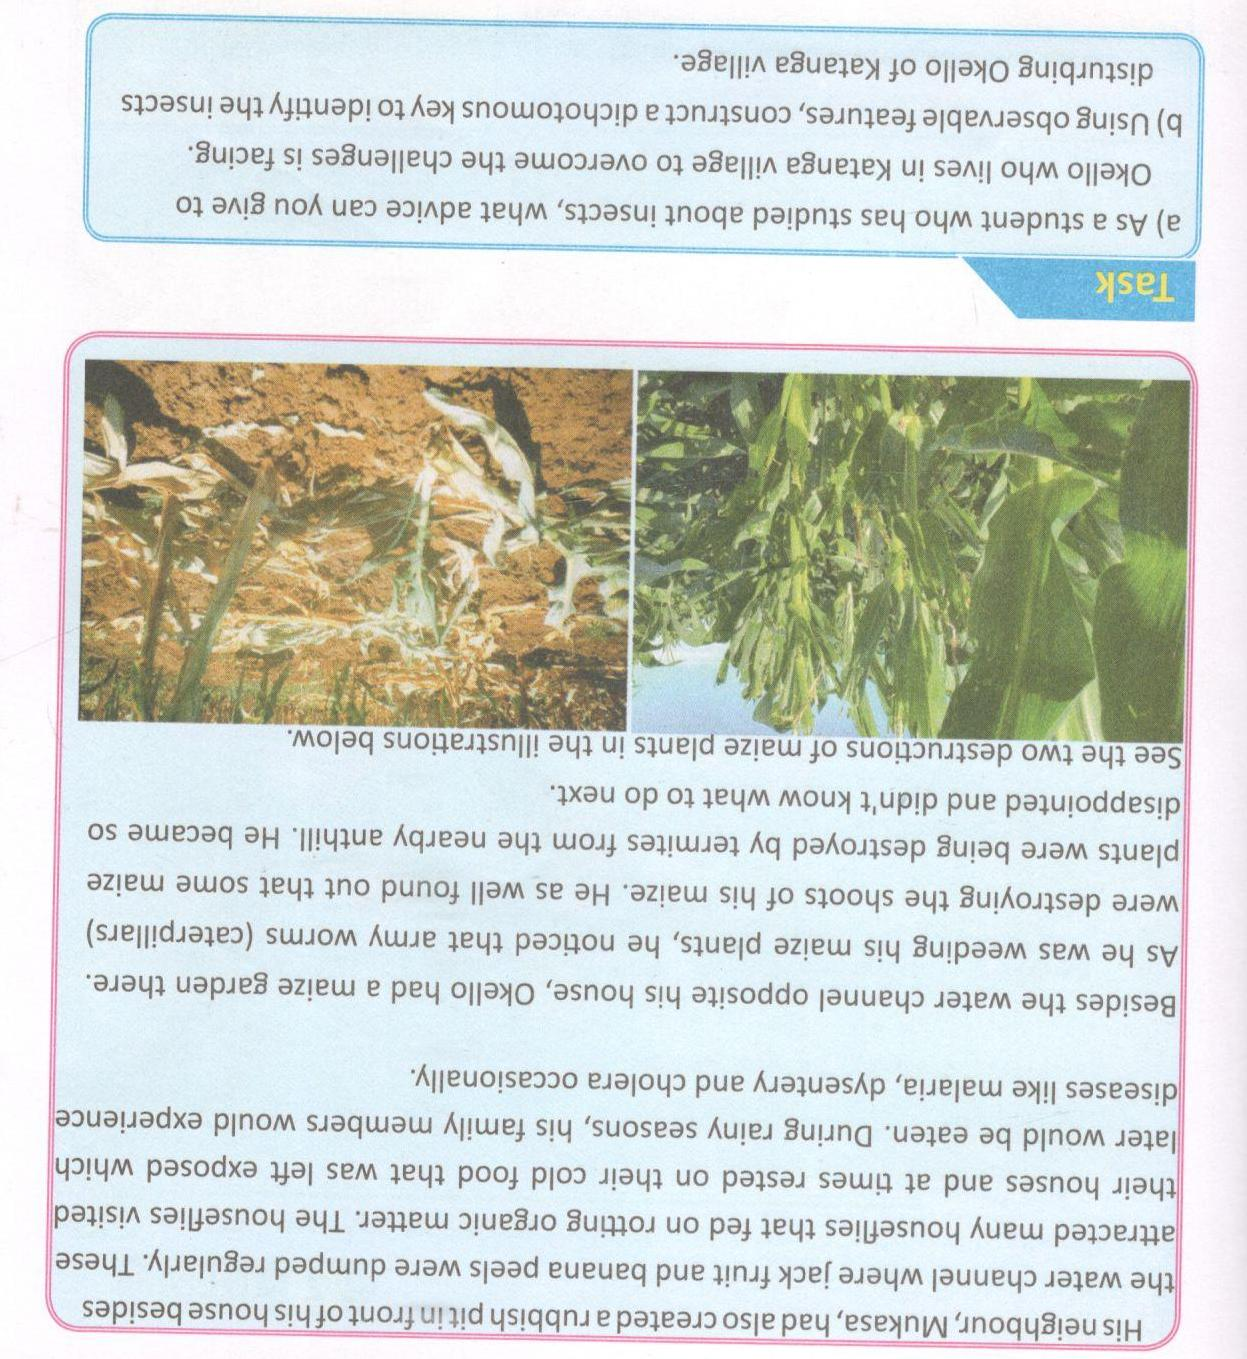 His neighbour, Mukasa, had also created a rubbish pit in front of his house besides
the water channel where jack fruit and banana peels were dumped regularly. These
attracted many houseflies that fed on rotting organic matter. The houseflies visited
their houses and at times rested on their cold food that was left exposed which
later would be eaten. During rainy seasons, his family members would experience
diseases like malaria, dysentery and cholera occasionally.
Besides the water channel opposite his house, Okello had a maize garden there.
As he was weeding his maize plants, he noticed that army worms (caterpillars)
were destroying the shoots of his maize. He as well found out that some maize
plants were being destroyed by termites from the nearby anthill. He became so
disappointed and didn't know what to do next.
See the two destructions of maize plants in the illustrations below.
Task
a) As a student who has studied about insects, what advice can you give to
Okello who lives in Katanga village to overcome the challenges is facing.
b) Using observable features, construct a dichotomous key to identify the insects
disturbing Okello of Katanga village.